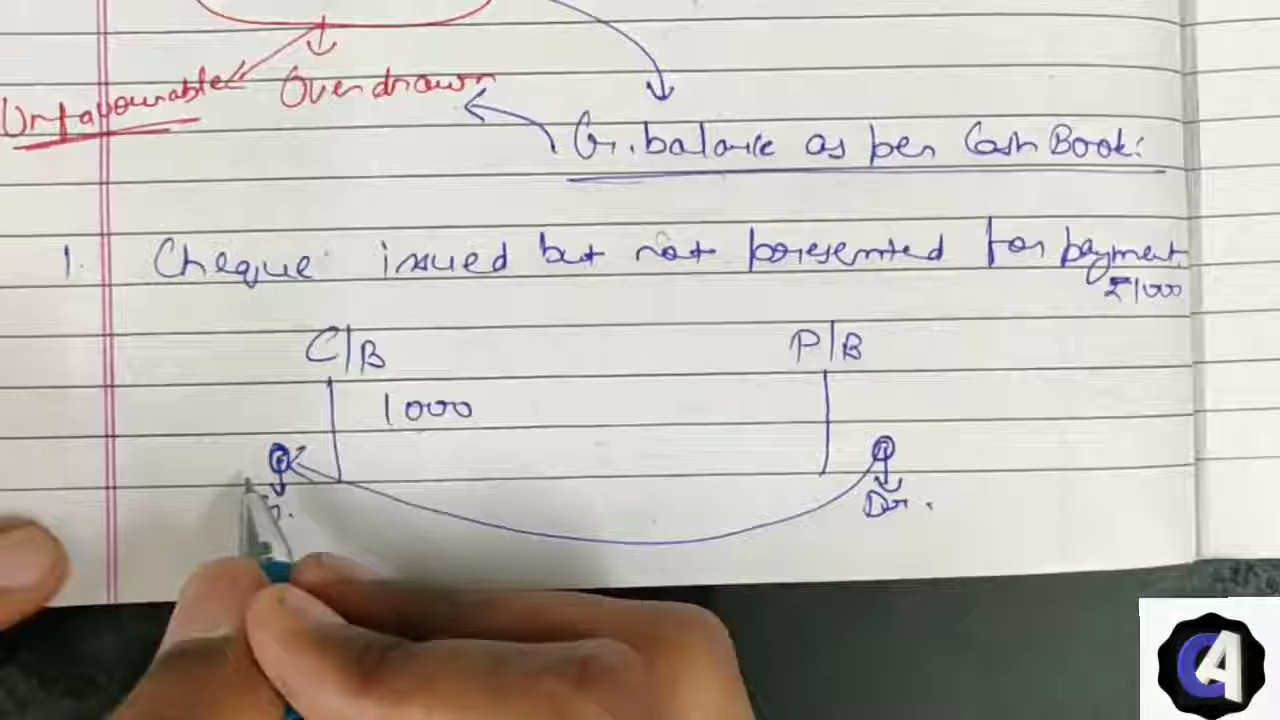 Unfavourable Overdrawn
Cr. balance as per Cash Book:
1. Cheque issued but not presented for payment
₹1000
C/B P/B
1000
Dr.
CA